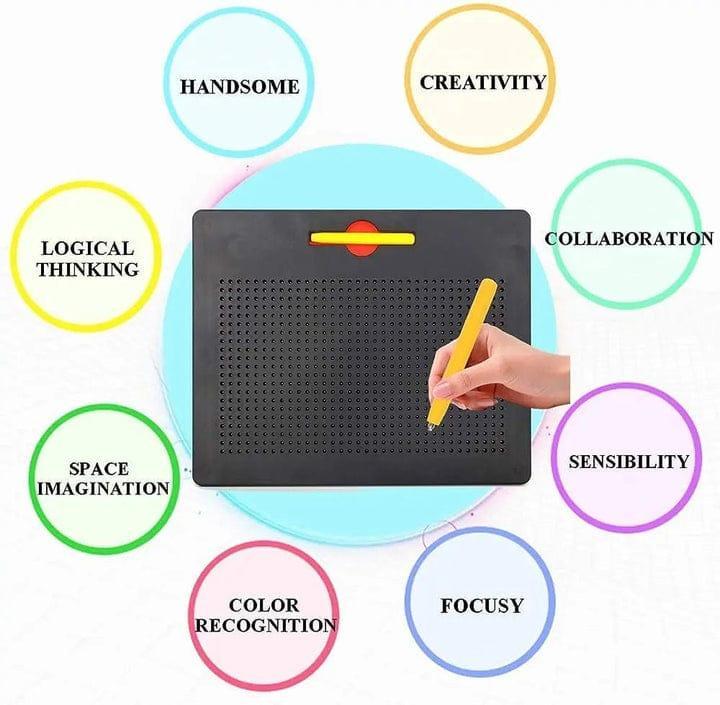 HANDSOME
CREATIVITY
LOGICAL
THINKING
COLLABORATION
SPACE
IMAGINATION
SENSIBILITY
COLOR
RECOGNITION
FOCUSY